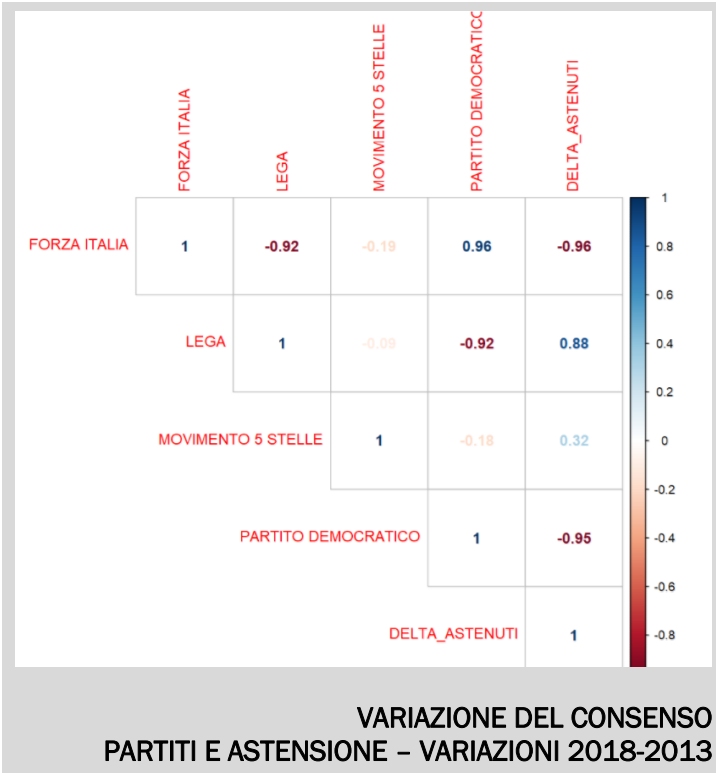 FORZA ITALIA
LEGA
MOVIMENTO 5 STELLE
PARTITO DEMOCRATICO
DELTA_ASTENUTI
FORZA ITALIA 1 -0.92 -0.19 0.96 -0.96
LEGA 1 -0.09 -0.92 0.88
MOVIMENTO 5 STELLE 1 -0.18 0.32
PARTITO DEMOCRATICO 1 -0.95
DELTA_ASTENUTI 1
1
0.8
0.6
0.4
0.2
0
-0.2
-0.4
-0.6
-0.8
VARIAZIONE DEL CONSENSO
PARTITI E ASTENSIONE – VARIAZIONI 2018-2013